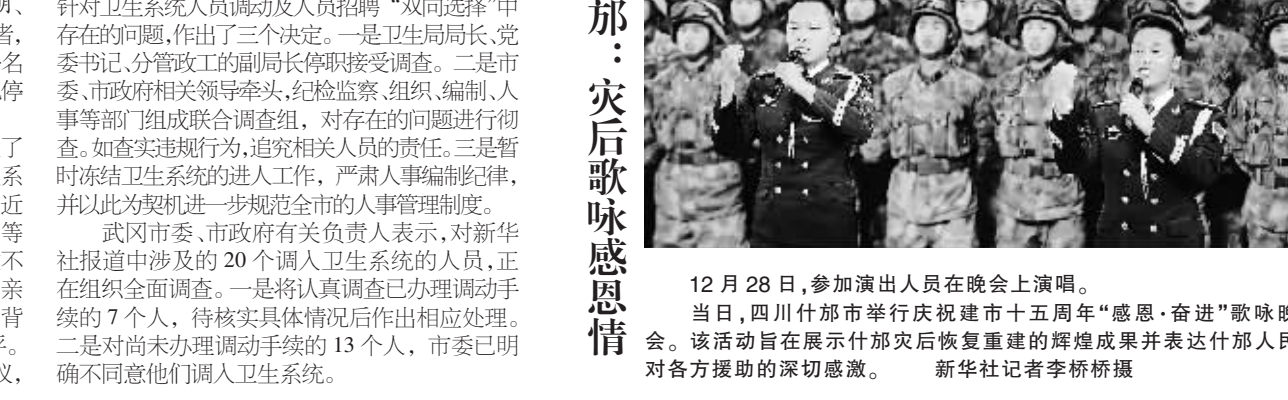 明、
者，
名
停
了
系
近
等
不
亲
背
平。
议，
针对卫生系统人员调动及人员招聘“双向选择”中
存在的问题，作出了三个决定。一是卫生局局长、党
委书记、分管政工的副局长停职接受调查。二是市
委、市政府相关领导牵头，纪检监察、组织、编制、人
事等部门组成联合调查组，对存在的问题进行彻
查。如查实违规行为，追究相关人员的责任。三是暂
时冻结卫生系统的进人工作，严肃人事编制纪律，
并以此为契机进一步规范全市的人事管理制度。
武冈市委、市政府有关负责人表示，对新华
社报道中涉及的 20 个调入卫生系统的人员，正
在组织全面调查。一是将认真调查已办理调动手
续的 7 个人，待核实具体情况后作出相应处理。
二是对尚未办理调动手续的 13 个人，市委已明
确不同意他们调入卫生系统。
邡：灾后歌咏感恩情
12 月 28 日，参加演出人员在晚会上演唱。
当日，四川什邡市举行庆祝建市十五周年“感恩·奋进”歌咏晚
会。该活动旨在展示什邡灾后恢复重建的辉煌成果并表达什邡人民
对各方援助的深切感激。 新华社记者李桥桥摄